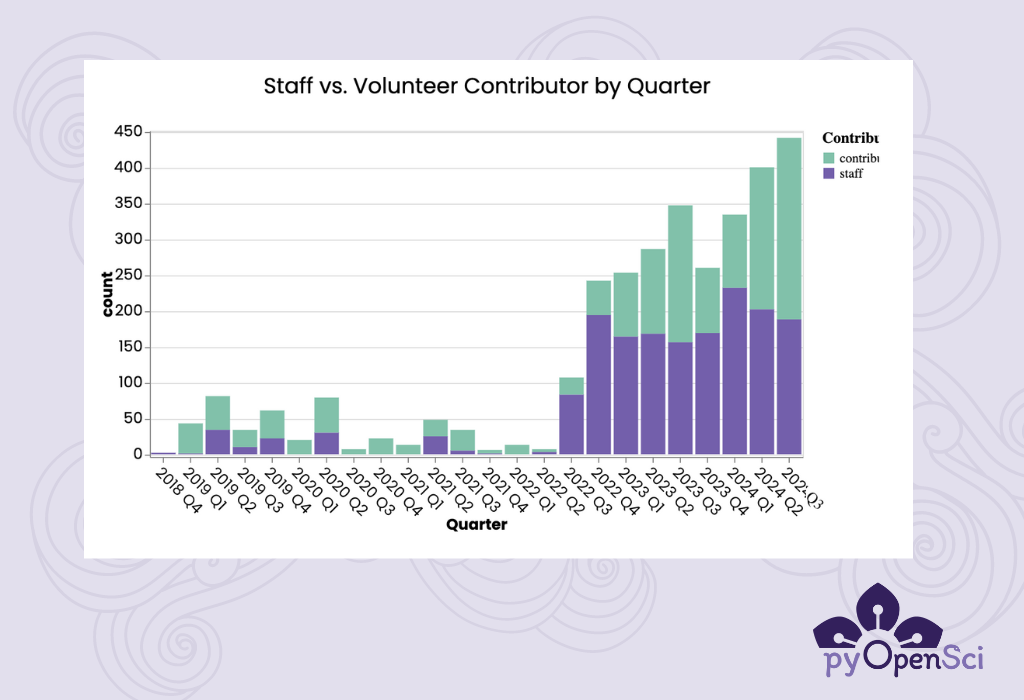 Staff vs. Volunteer Contributor by Quarter
450
400
350
300
250
200
150
100
50
0
count
Contribu
contribu
staff
2018 Q4
2019 Q1
2019 Q2
2019 Q3
2019 Q4
2020 Q1
2020 Q2
2020 Q3
2020 Q4
2021 Q1
2021 Q2
2021 Q3
2021 Q4
2022 Q1
2022 Q2
2022 Q3
2022 Q4
2023 Q1
2023 Q2
2023 Q3
2023 Q4
2024 Q1
2024 Q2
Q3
Quarter
pyOpenSci